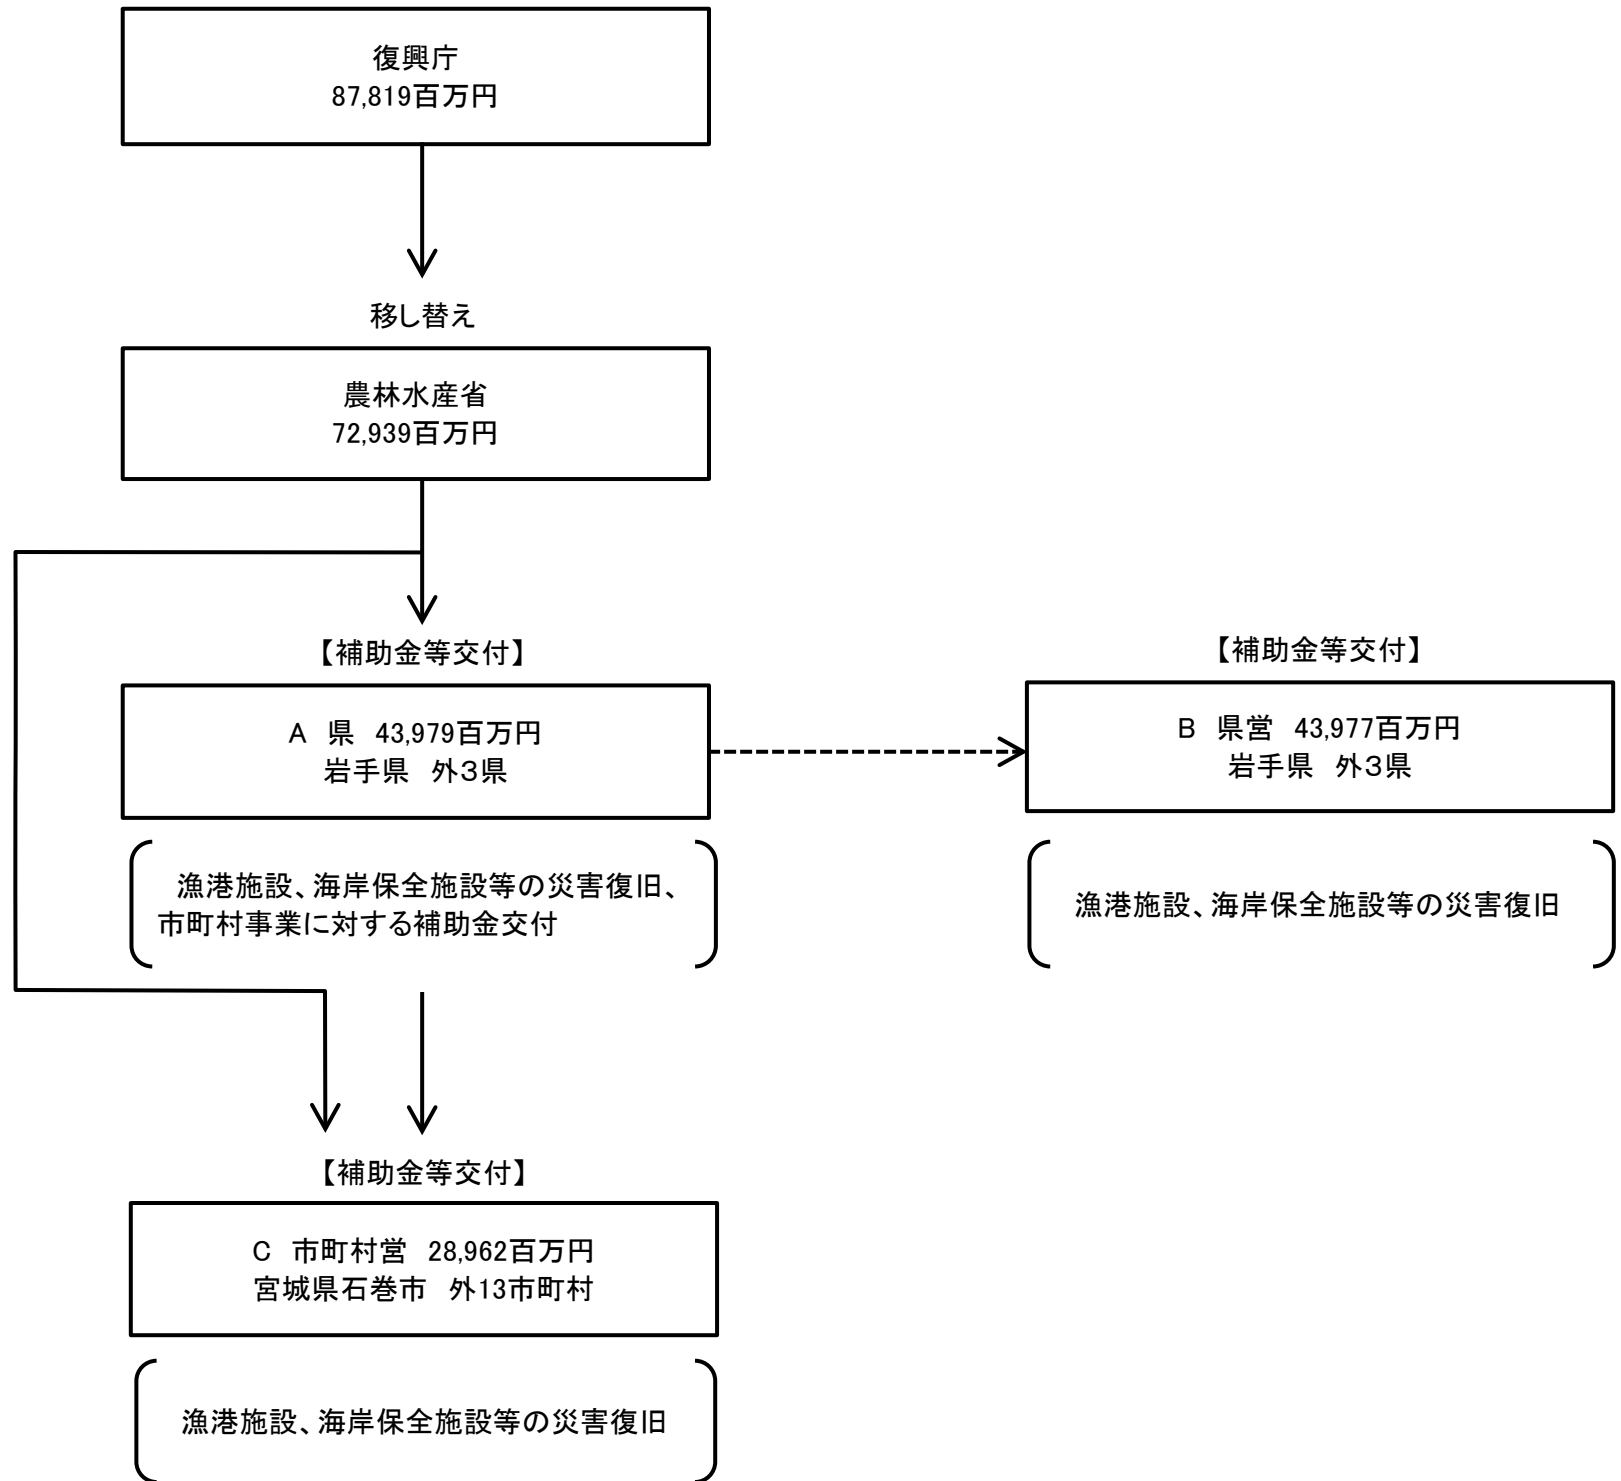 復興庁
87,819百万円
移し替え
農林水産省
72,939百万円
【補助金等交付】
A 県 43,979百万円
岩手県 外3県
漁港施設、海岸保全施設等の災害復旧、
市町村事業に対する補助金交付
【補助金等交付】
B 県営 43,977百万円
岩手県 外3県
漁港施設、海岸保全施設等の災害復旧
【補助金等交付】
C 市町村営 28,962百万円
宮城県石巻市 外13市町村
漁港施設、海岸保全施設等の災害復旧